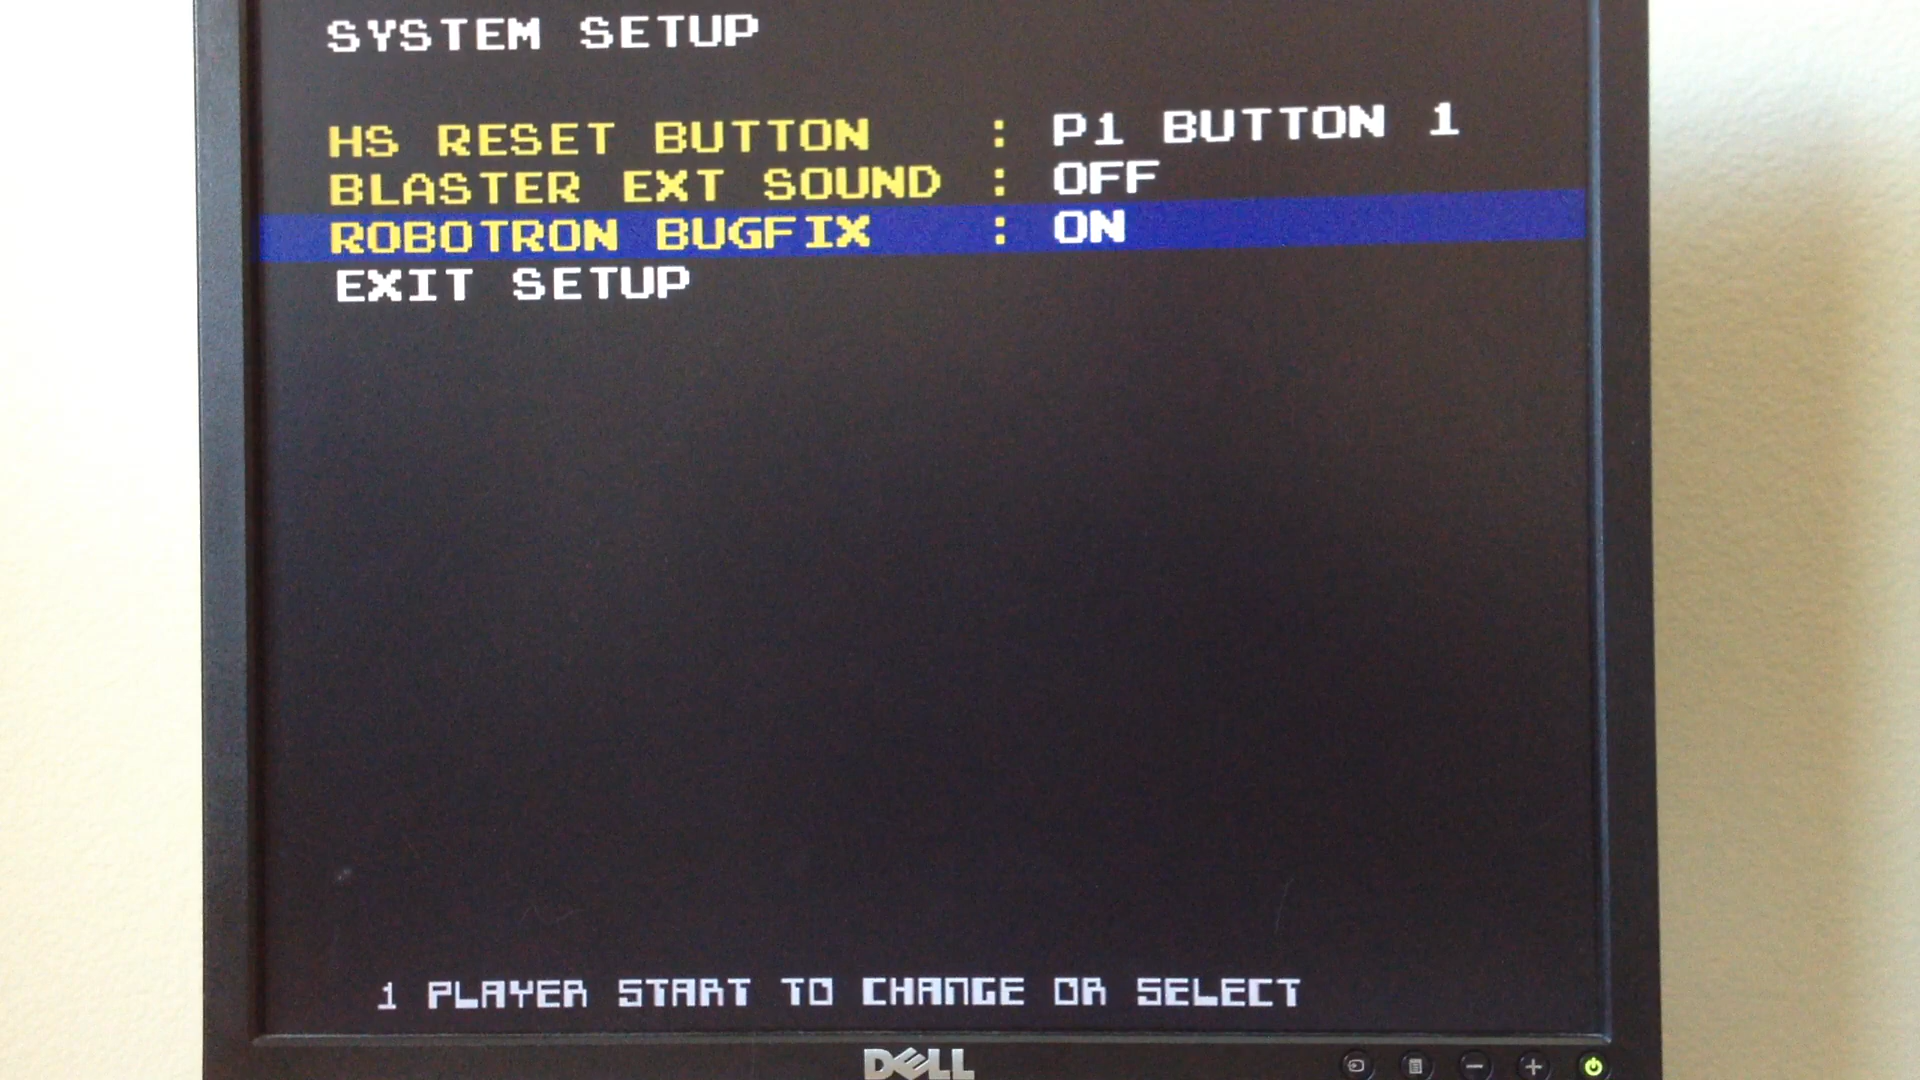 SYSTEM SETUP
HS RESET BUTTON : P1 BUTTON 1
BLASTER EXT SOUND : OFF
ROBOTRON BUGFIX : ON
EXIT SETUP
1 PLAYER START TO CHANGE OR SELECT
DELL